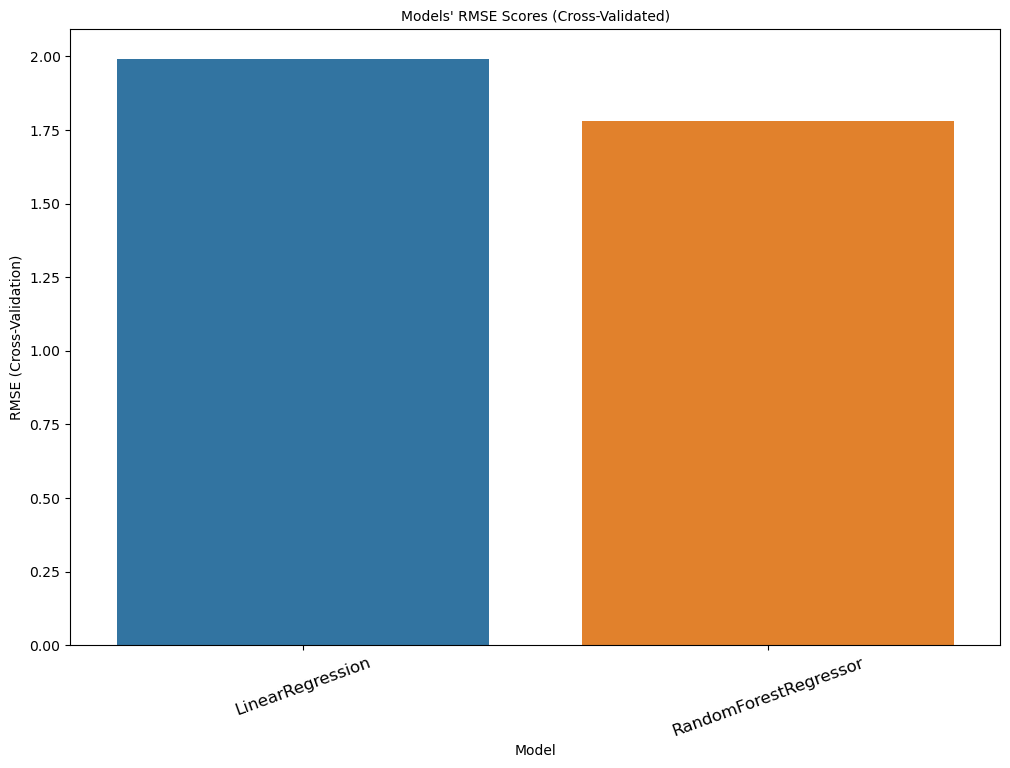 Models' RMSE Scores (Cross-Validated)
RMSE (Cross-Validation)
2.00
1.75
1.50
1.25
1.00
0.75
0.50
0.25
0.00
LinearRegression
RandomForestRegressor
Model